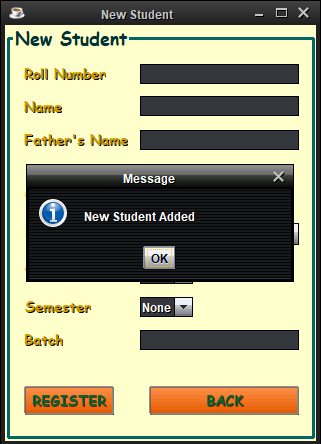 New Student
New Student
Roll Number
Name
Father's Name
Message
New Student Added
OK
Semester
None
Batch
REGISTER
BACK